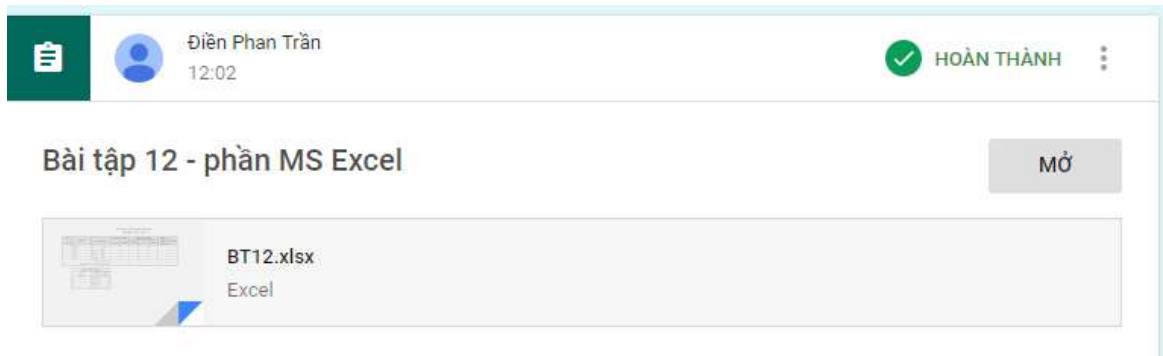 Điền Phan Trần
12:02
HOÀN THÀNH
Bài tập 12 - phần MS Excel
MỞ
BT12.xlsx
Excel